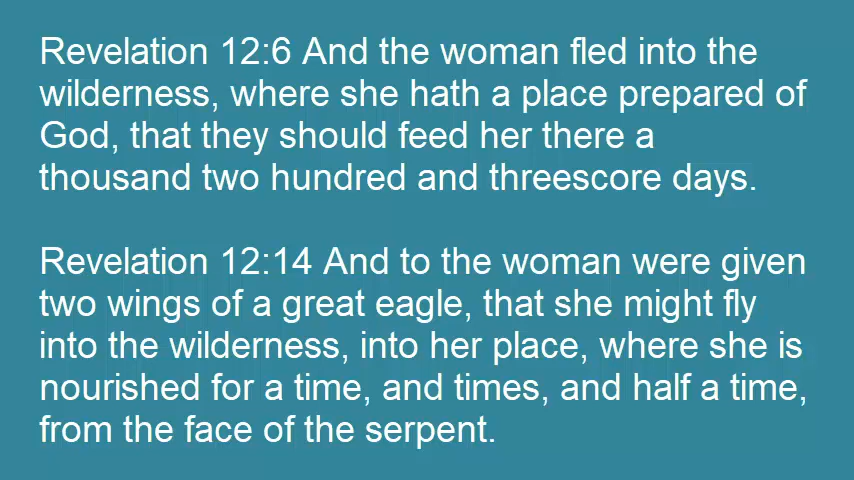 Revelation 12:6 And the woman fled into the
wilderness, where she hath a place prepared of
God, that they should feed her there a
thousand two hundred and threescore days.
Revelation 12:14 And to the woman were given
two wings of a great eagle, that she might fly
into the wilderness, into her place, where she is
nourished for a time, and times, and half a time,
from the face of the serpent.